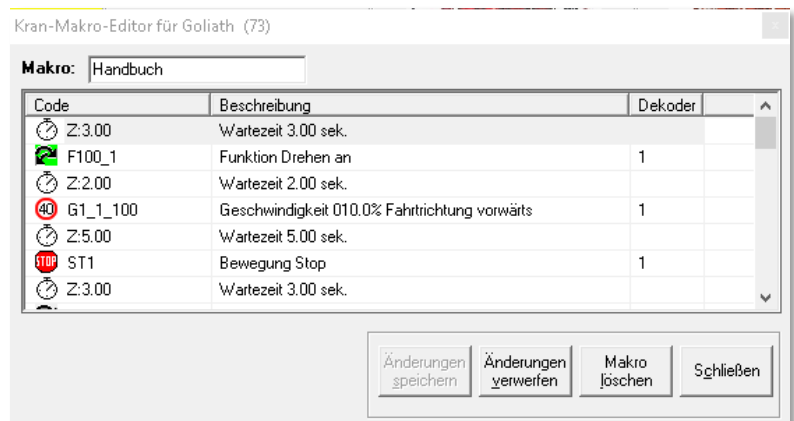 Kran-Makro-Editor für Goliath (73)
x
Makro: Handbuch
Code Beschreibung Dekoder
Z:3.00 Wartezeit 3.00 sek.
F100_1 Funktion Drehen an 1
Z:2.00 Wartezeit 2.00 sek.
40 G1_1_100 Geschwindigkeit 010.0% Fahrtrichtung vorwärts 1
Z:5.00 Wartezeit 5.00 sek.
STOP ST1 Bewegung Stop 1
Z:3.00 Wartezeit 3.00 sek.
Änderungen speichern
Änderungen verwerfen
Makro löschen
Schließen